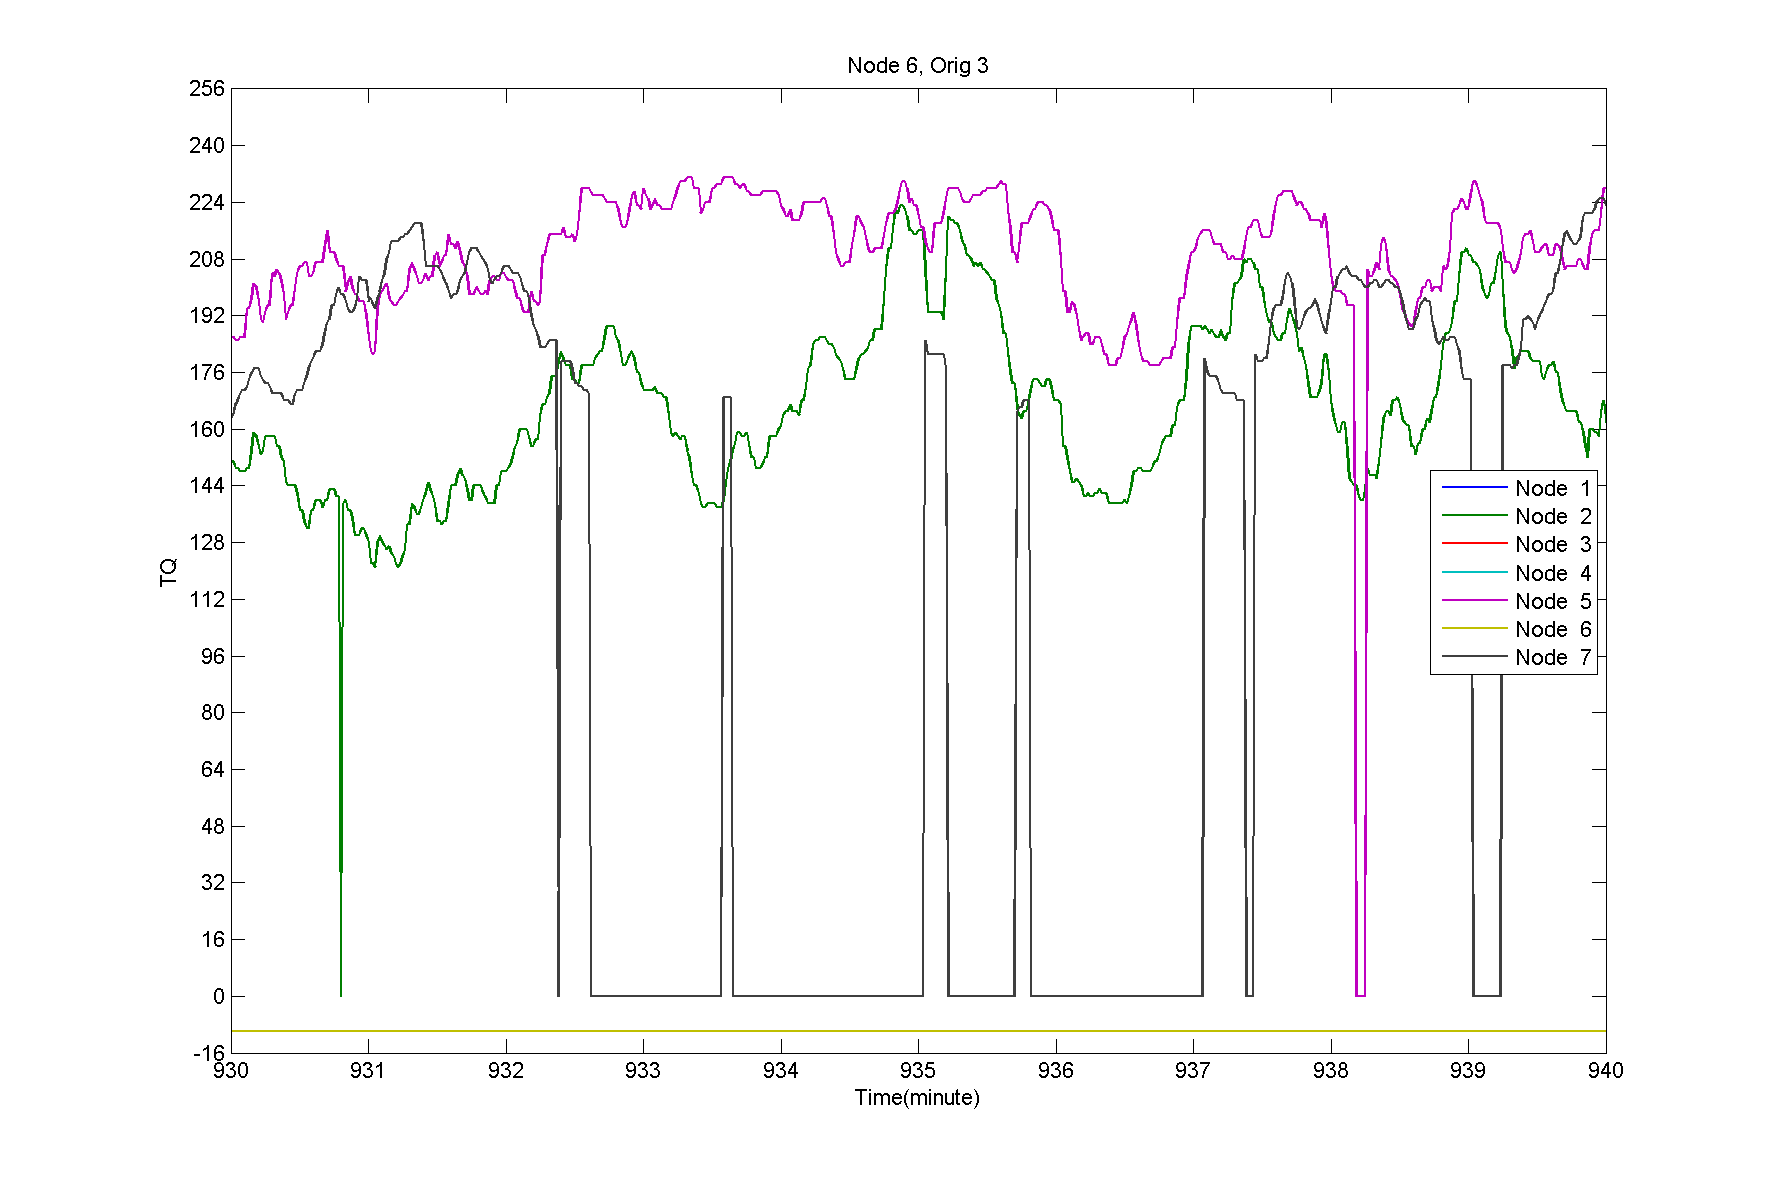 Node 6, Orig 3
256
240
224
208
192
176
160
144
128
112
96
80
64
48
32
16
0
-16
TQ
Node 1
Node 2
Node 3
Node 4
Node 5
Node 6
Node 7
930 931 932 933 934 935 936 937 938 939 940
Time(minute)